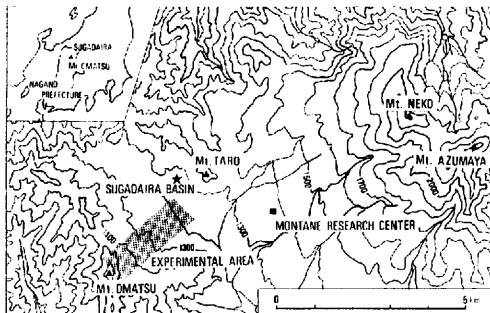 SUGADAIRA
Mt.OMATSU
NAGANO
PREFECTURE
Mt. NEKO
Mt. TARO
Mt. AZUMAYA
SUGADAIRA BASIN
MONTANE RESEARCH CENTER
1300
EXPERIMENTAL AREA
Mt. OMATSU
0 5 km